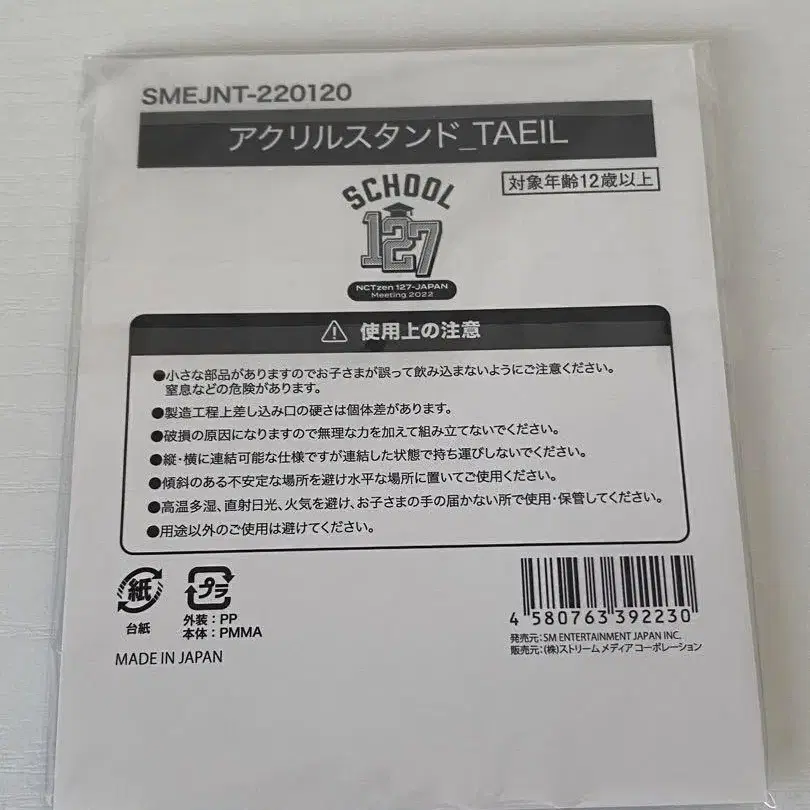 SMEJNT-220120
アクリルスタンド_TAEIL
SCHOOL
対象年齢12歳以上
127
NCTzen 127-JAPAN
Meeting 2022
使用上の注意
●小さな部品がありますのでお子さまが誤って飲み込まないようにご注意ください。
窒息などの危険があります。
●製造工程上差し込み口の硬さは個体差があります。
●破損の原因になりますので無理な力を加えて組み立てないでください。
●縦・横に連結可能な仕様ですが連結した状態で持ち運びしないでください。
●傾斜のある不安定な場所を避け水平な場所に置いてご使用ください。
●高温多湿、直射日光、火気を避け、お子さまの手の届かない所で使用・保管してください。
●用途以外のご使用は避けてください。
紙
プラ
台紙
外装：PP
本体：PMMA
MADE IN JAPAN
4 580763 392230
発売元：SM ENTERTAINMENT JAPAN INC.
販売元：(株)ストリーム メディア コーポレーション